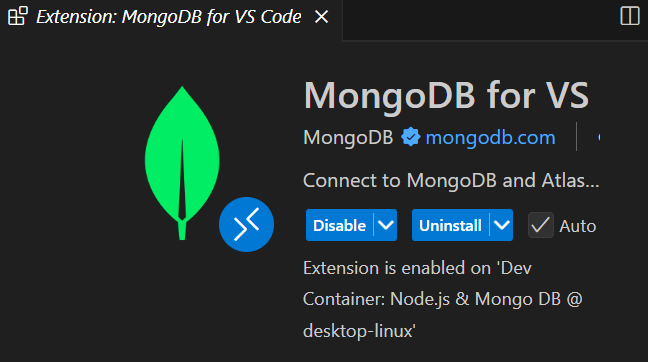 Extension: MongoDB for VS Code
MongoDB for VS
MongoDB mongodb.com
Connect to MongoDB and Atlas...
Disable Uninstall Auto
Extension is enabled on 'Dev
Container: Node.js & Mongo DB @
desktop-linux'